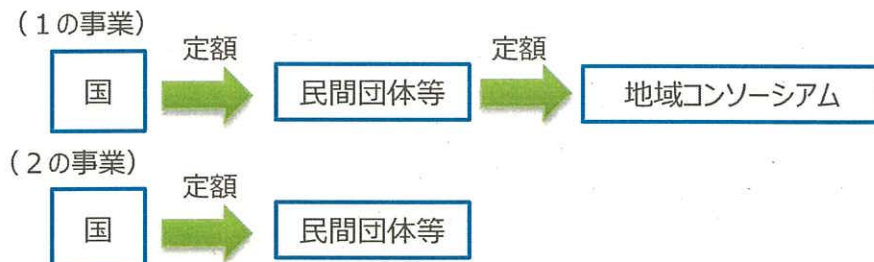 （１の事業）
定額 定額
国 民間団体等 地域コンソーシアム
（２の事業）
定額
国 民間団体等